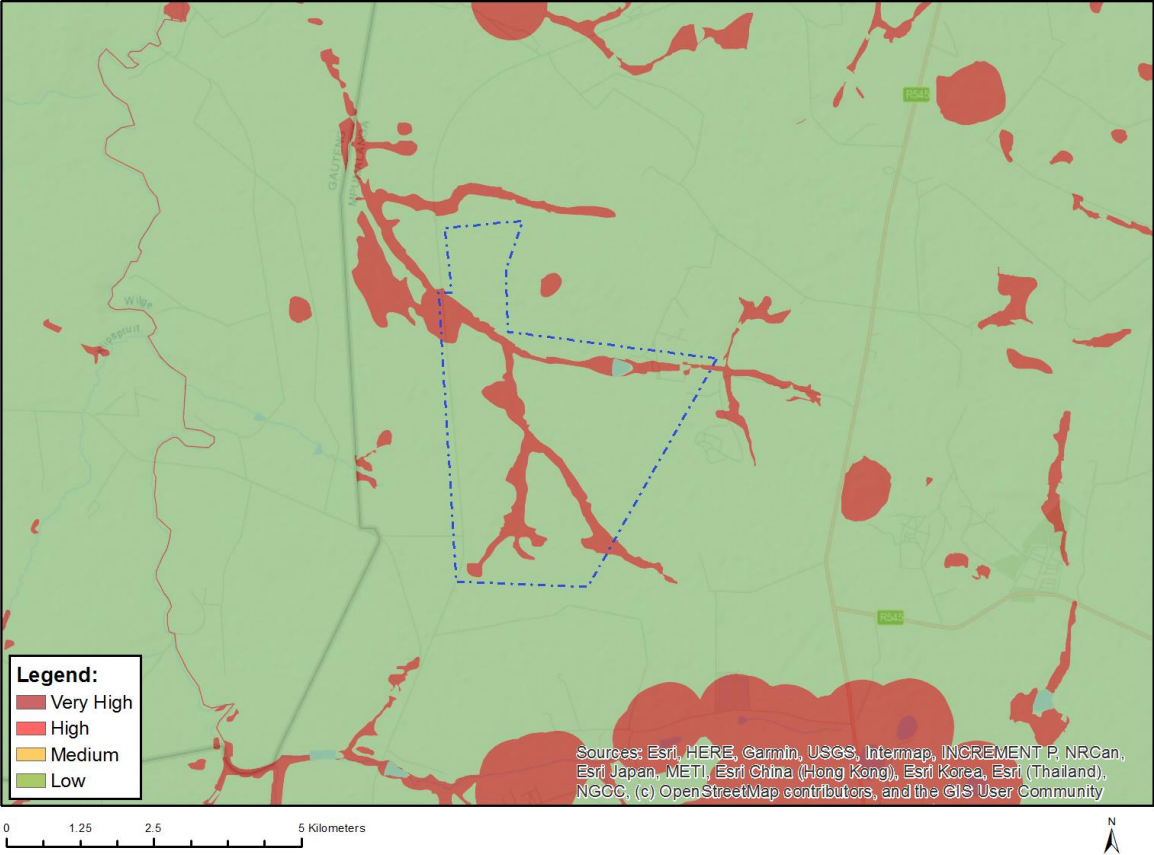 R545
GAUTENG
MPUMALANGA
Wilge
R545
Legend:
Very High
High
Medium
Low
Sources: Esri, HERE, Garmin, USGS, Intermap, INCREMENT P, NRCan,
Esri Japan, METI, Esri China (Hong Kong), Esri Korea, Esri (Thailand),
NGCC, (c) OpenStreetMap contributors, and the GIS User Community
0 1.25 2.5 5 Kilometers
N